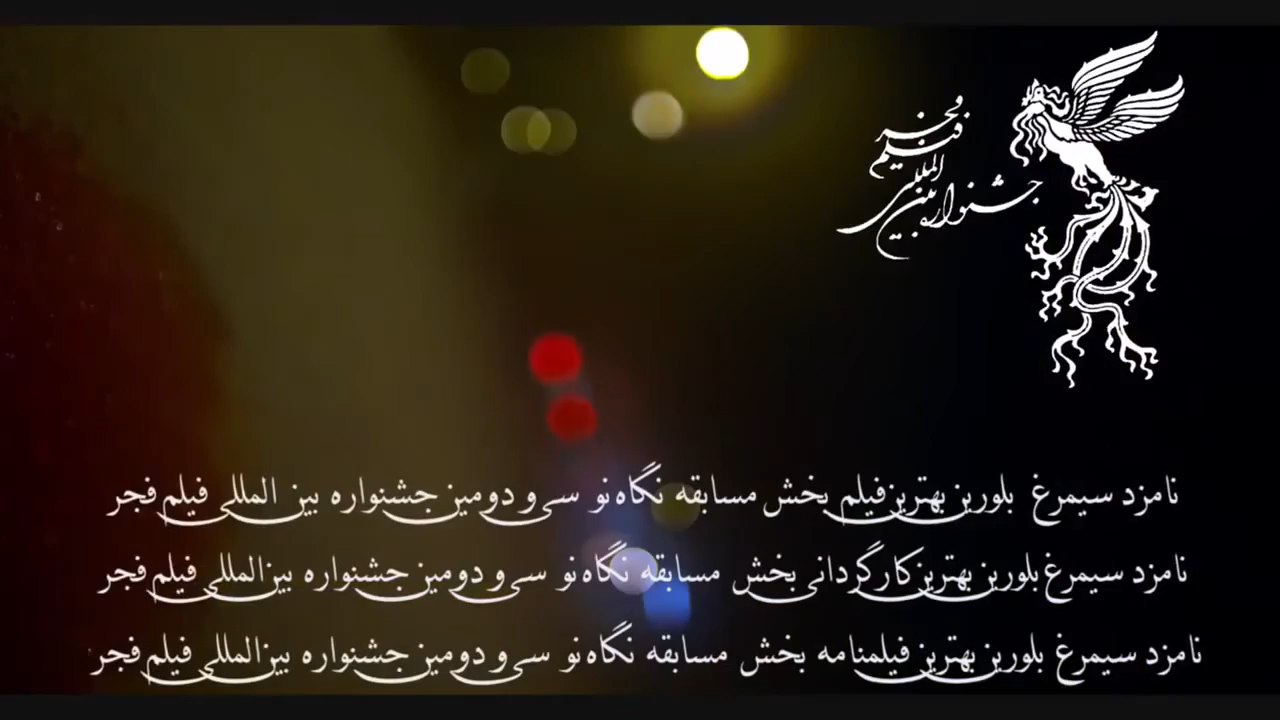 جشنواره
بین المللی
فیلم
فجر
نامزد سیمرغ بلورین بهترین فیلم بخش مسابقه نگاه نو سی و دومین جشنواره بین المللی فیلم فجر
نامزد سیمرغ بلورین بهترین کارگردانی بخش مسابقه نگاه نو سی و دومین جشنواره بین المللی فیلم فجر
نامزد سیمرغ بلورین بهترین فیلمنامه بخش مسابقه نگاه نو سی و دومین جشنواره بین المللی فیلم فجر